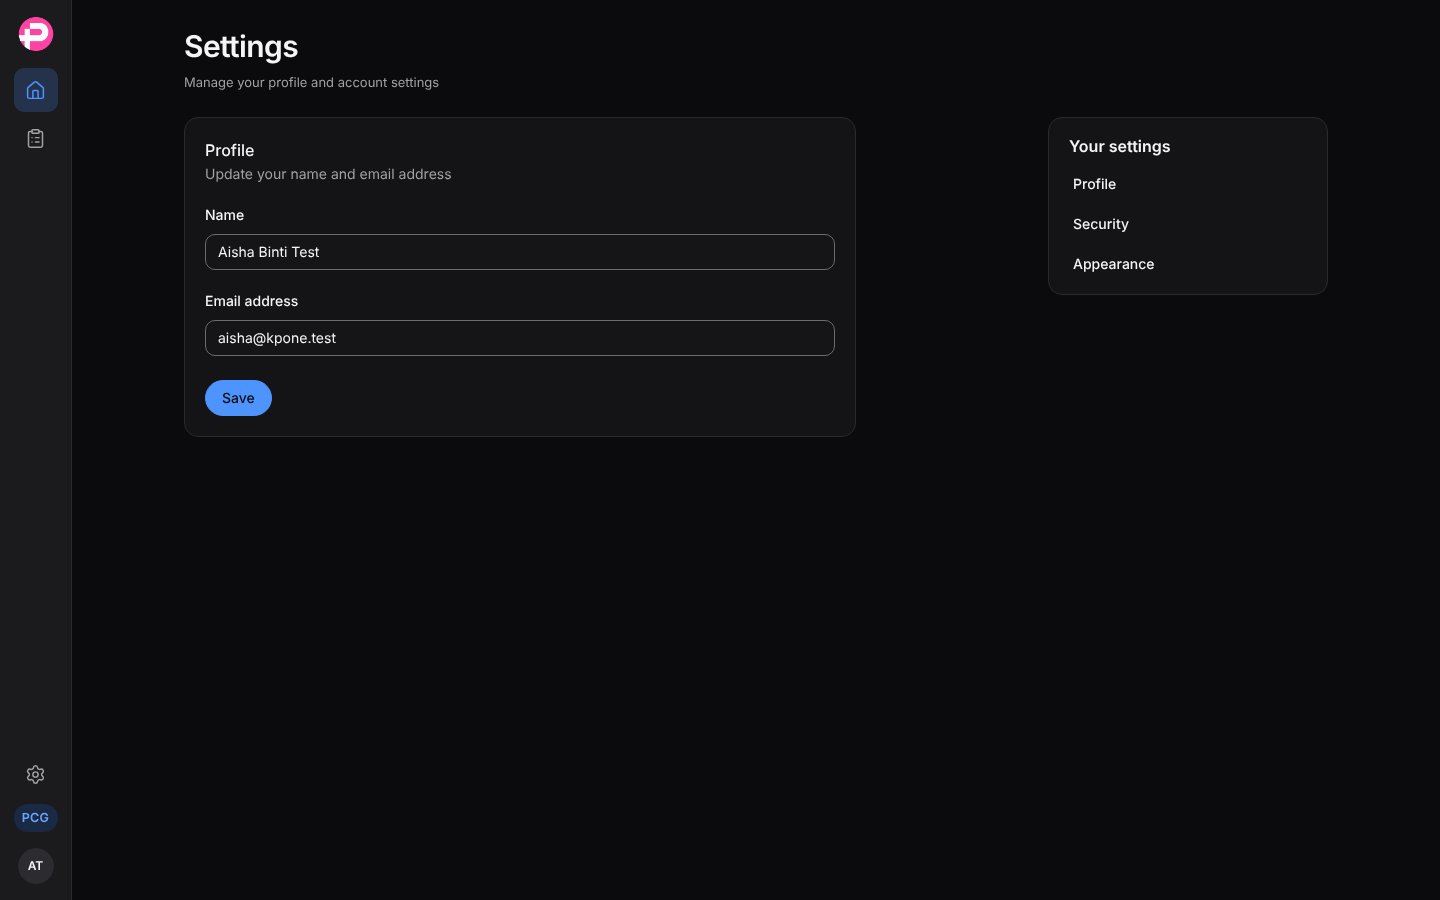 Settings
Manage your profile and account settings
Profile
Update your name and email address
Name
Aisha Binti Test
Email address
aisha@kpone.test
Save
Your settings
Profile
Security
Appearance
PCG
AT